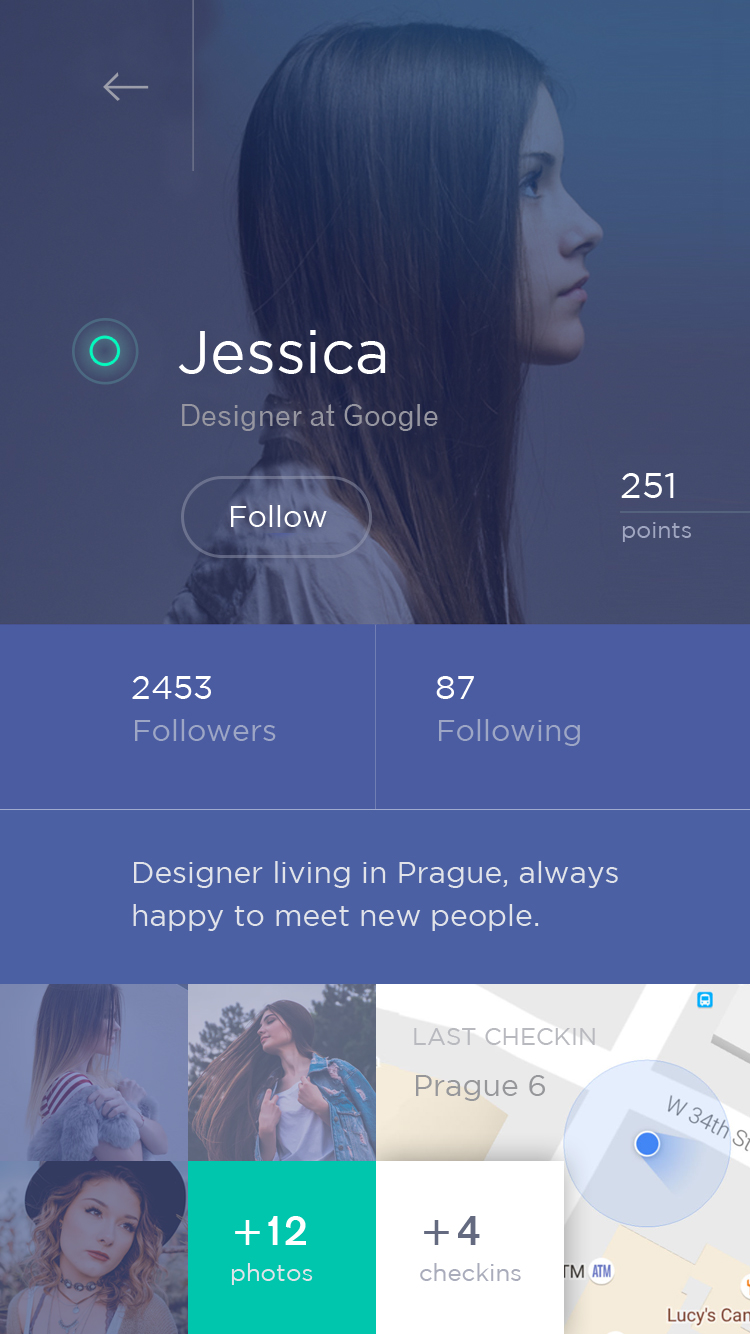 Jessica
Designer at Google
Follow
251
points
2453
Followers
87
Following
Designer living in Prague, always
happy to meet new people.
LAST CHECKIN
Prague 6
W 34th St
+12
photos
+4
checkins
TM
ATM
Lucy's Can